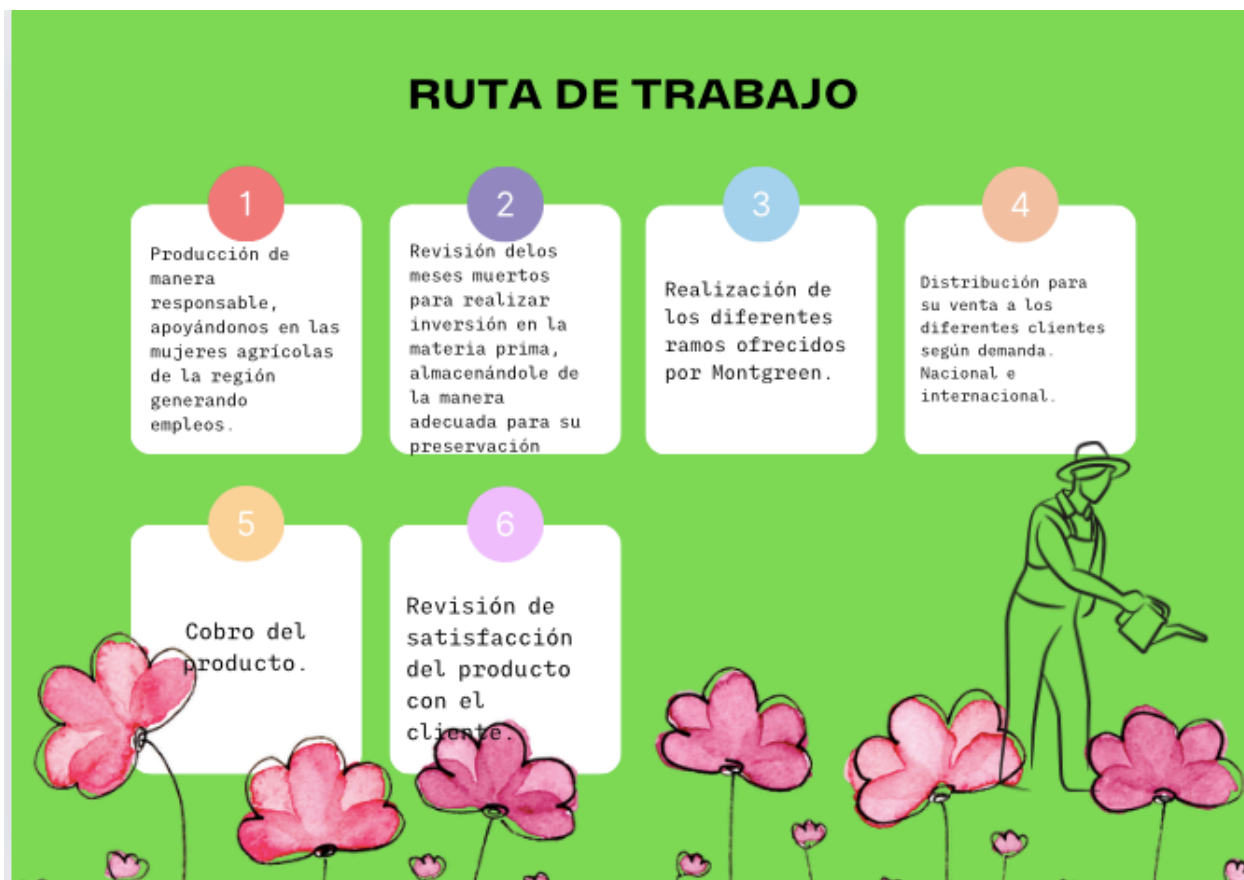 RUTA DE TRABAJO
1
Producción de
manera
responsable,
apoyándonos en las
mujeres agrícolas
de la región
generando
empleos.
2
Revisión delos
meses muertos
para realizar
inversión en la
materia prima,
almacenándole de
la manera
adecuada para su
preservación
3
Realización de
los diferentes
ramos ofrecidos
por Montgreen.
4
Distribución para
su venta a los
diferentes clientes
según demanda.
Nacional e
internacional.
5
Cobro del
producto.
6
Revisión de
satisfacción
del producto
con el
cliente.